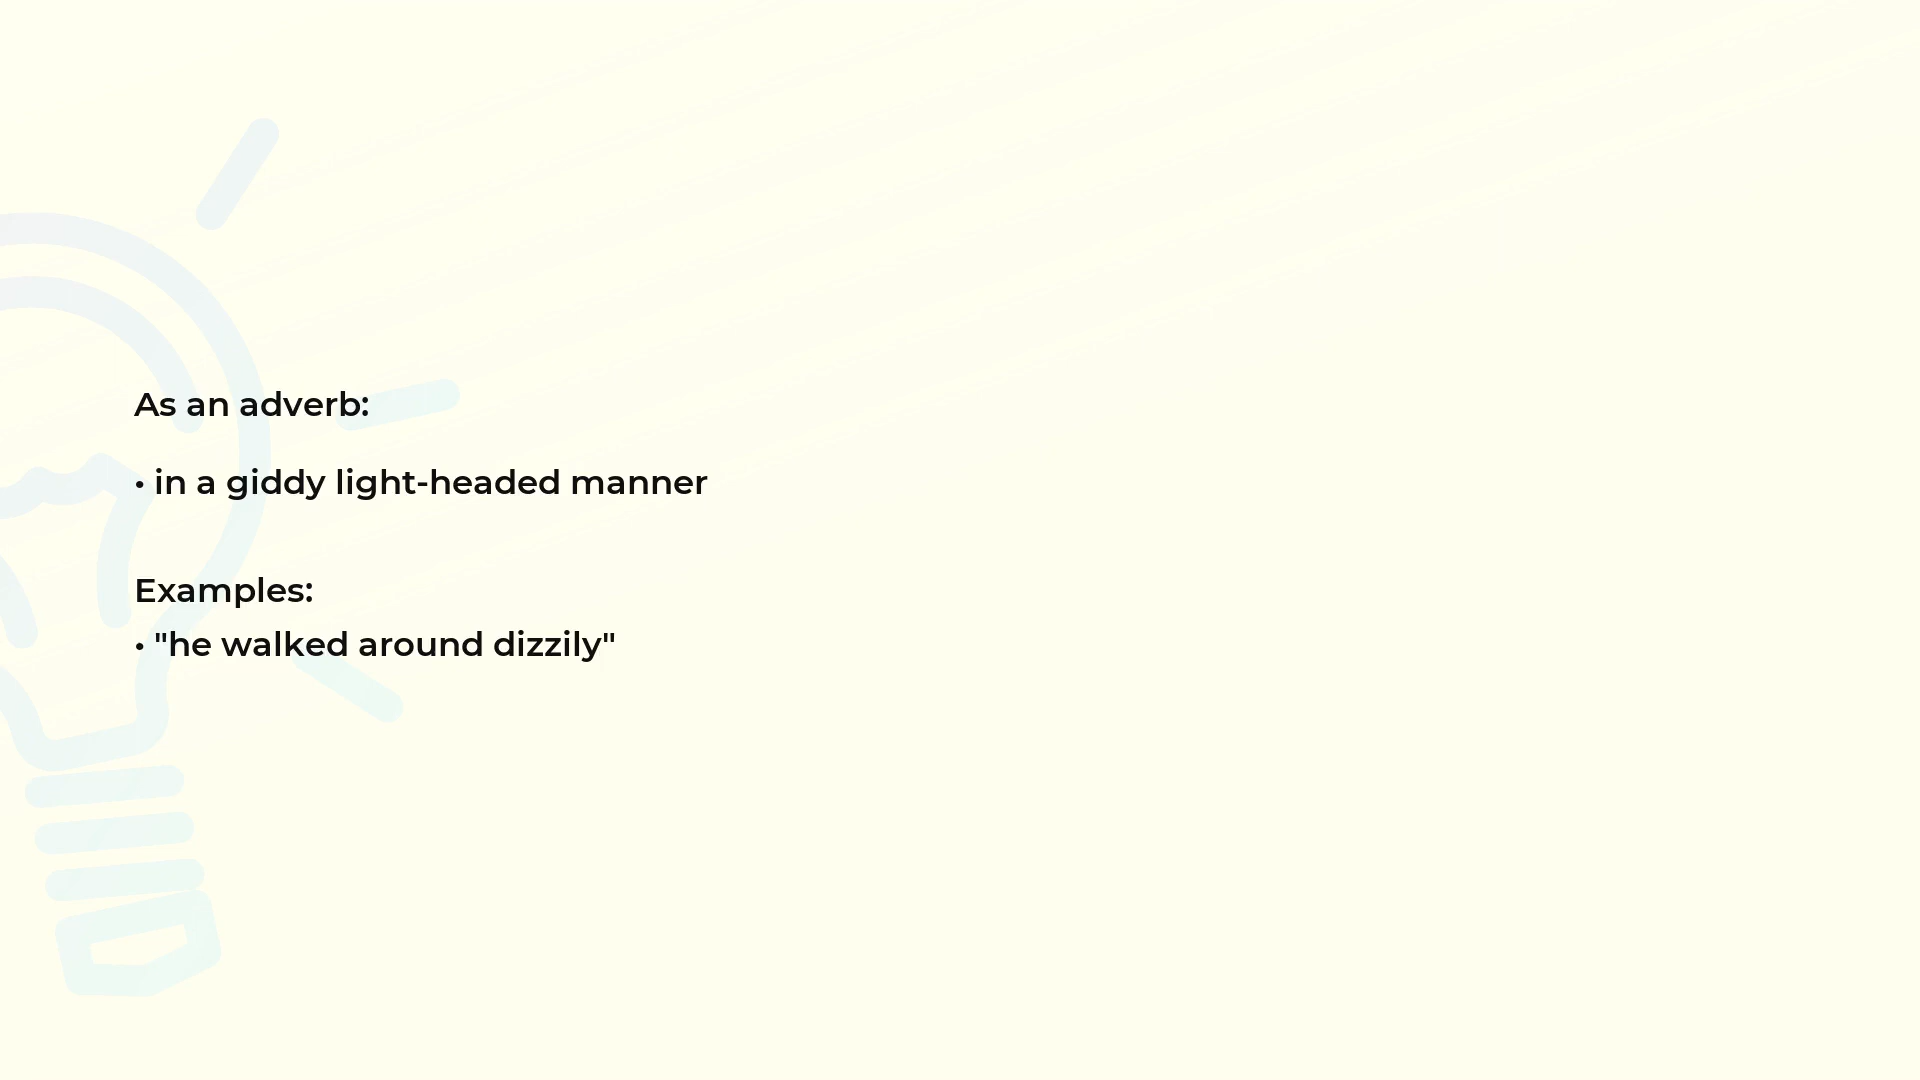 As an adverb:
• in a giddy light-headed manner
Examples:
• "he walked around dizzily"